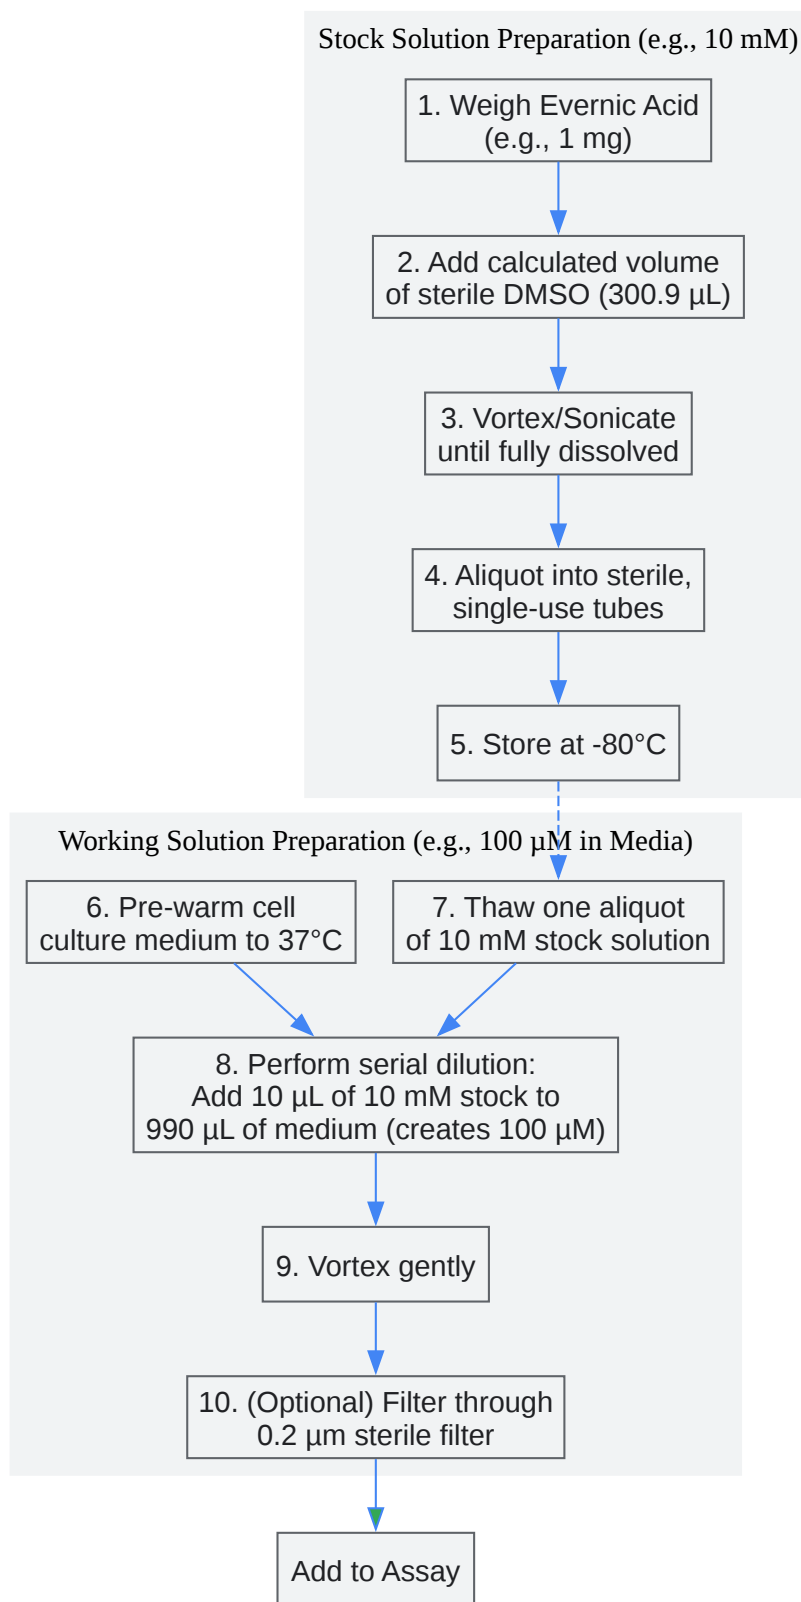 Stock Solution Preparation (e.g., 10 mM)
1. Weigh Evernic Acid
(e.g., 1 mg)
2. Add calculated volume
of sterile DMSO (300.9 µL)
3. Vortex/Sonicate
until fully dissolved
4. Aliquot into sterile,
single-use tubes
5. Store at -80°C
Working Solution Preparation (e.g., 100 µM in Media)
6. Pre-warm cell
culture medium to 37°C
7. Thaw one aliquot
of 10 mM stock solution
8. Perform serial dilution:
Add 10 µL of 10 mM stock to
990 µL of medium (creates 100 µM)
9. Vortex gently
10. (Optional) Filter through
0.2 µm sterile filter
Add to Assay